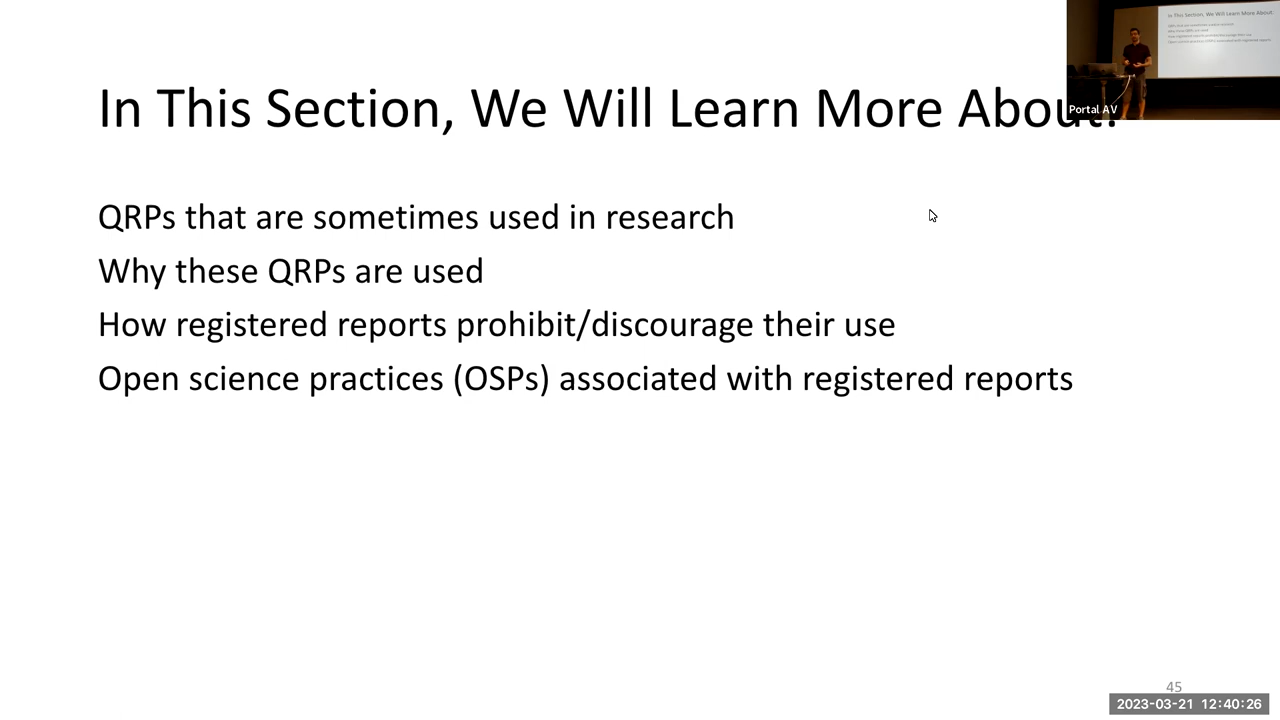 In This Section, We Will Learn More About:
Portal AV
QRPs that are sometimes used in research
Why these QRPs are used
How registered reports prohibit/discourage their use
Open science practices (OSPs) associated with registered reports
45
2023-03-21 12:40:26